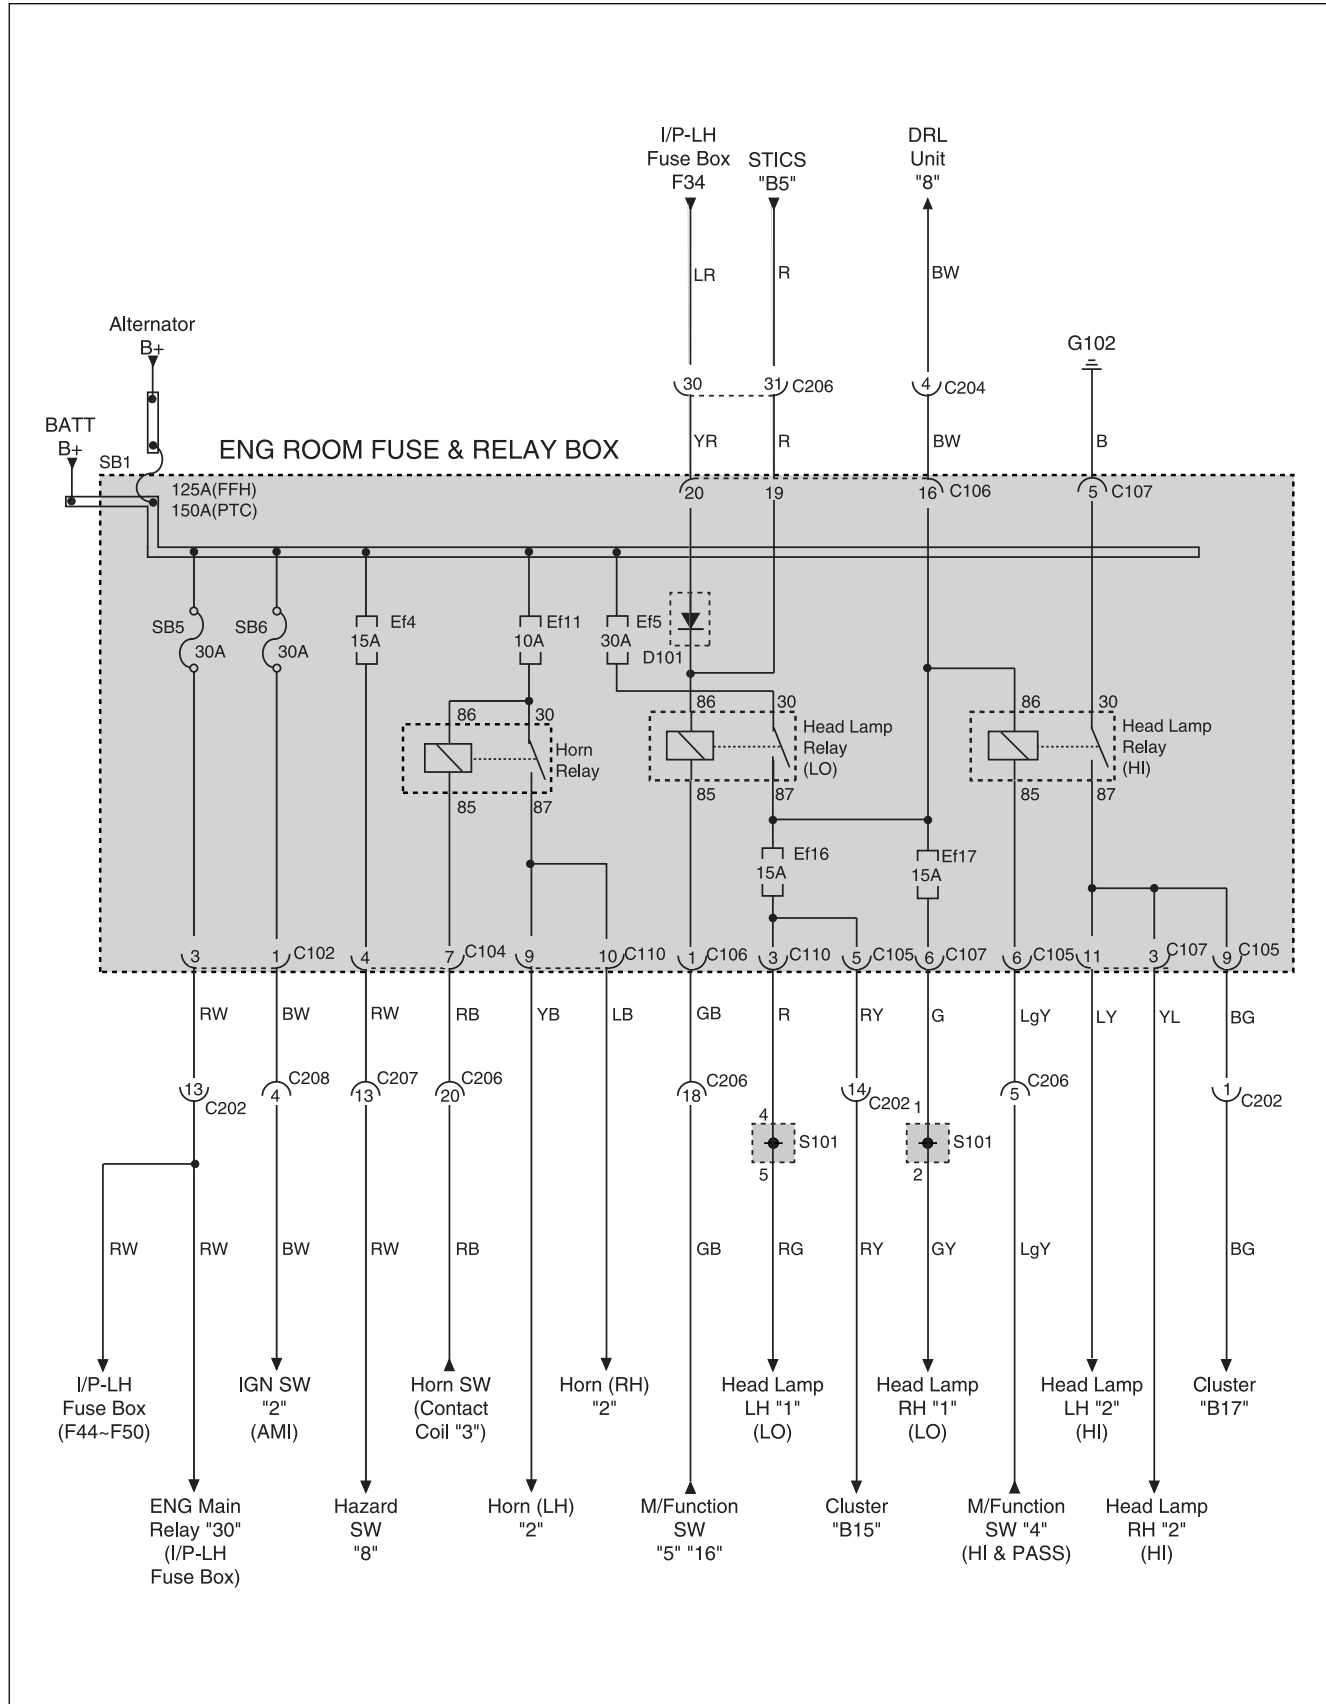 I/P-LH
Fuse Box
F34
STICS
"B5"
DRL
Unit
"8"
LR
R
BW
Alternator
B+
G102
BATT
B+
30
31
C206
4
C204
SB1
ENG ROOM FUSE & RELAY BOX
YR
R
BW
B
125A(FFH)
150A(PTC)
20
19
16
C106
5
C107
SB5
30A
SB6
30A
Ef4
15A
Ef11
10A
Ef5
30A
D101
86
30
Horn
Relay
85
87
86
30
Head Lamp
Relay
(LO)
85
87
86
30
Head Lamp
Relay
(HI)
85
87
Ef16
15A
Ef17
15A
3
1
C102
4
7
C104
9
10
C110
1
C106
3
C110
5
C105
6
C107
6
C105
11
3
C107
9
C105
RW
BW
RW
RB
YB
LB
GB
R
RY
G
LgY
LY
YL
BG
13
C202
4
C208
13
C207
20
C206
18
C206
14
C202
5
C206
1
C202
4
S101
5
1
S101
2
RW
RW
BW
RW
RB
GB
RG
RY
GY
LgY
BG
I/P-LH
Fuse Box
(F44~F50)
IGN SW
"2"
(AMI)
Horn SW
(Contact
Coil "3")
Horn (RH)
"2"
Head Lamp
LH "1"
(LO)
Head Lamp
RH "1"
(LO)
Head Lamp
LH "2"
(HI)
Cluster
"B17"
ENG Main
Relay "30"
(I/P-LH
Fuse Box)
Hazard
SW
"8"
Horn (LH)
"2"
M/Function
SW
"5" "16"
Cluster
"B15"
M/Function
SW "4"
(HI & PASS)
Head Lamp
RH "2"
(HI)